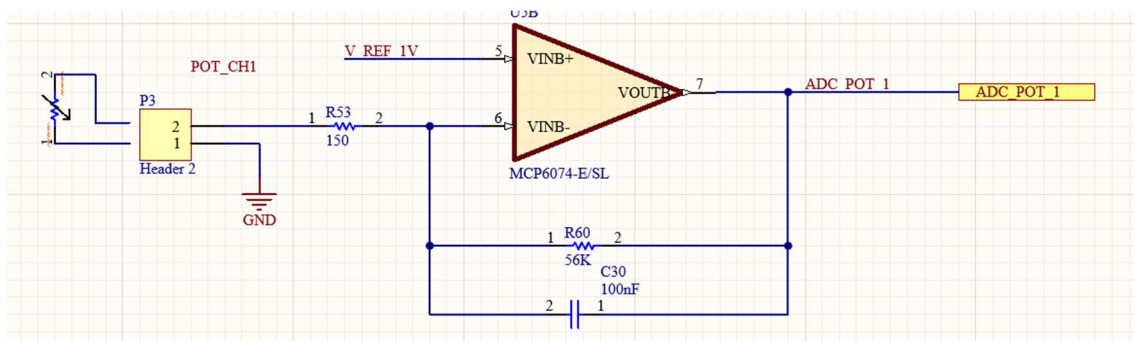 U5B
V_REF_1V
5
VINB+
POT_CH1
2
1
P3
2
1
Header 2
GND
1
R53
2
150
6
VINB-
VOUTB
7
ADC_POT_1
ADC_POT_1
MCP6074-E/SL
1
R60
2
56K
C30
100nF
2
1